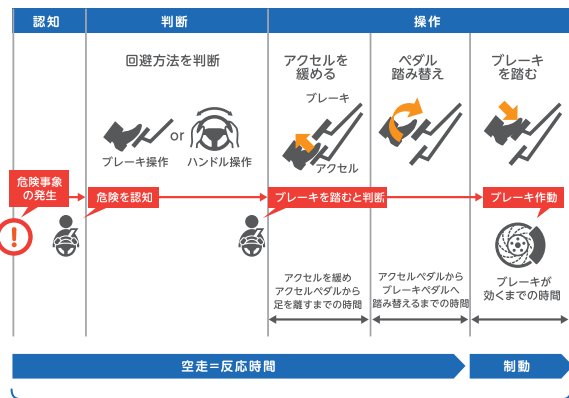 認知
判断
操作
回避方法を判断
アクセルを
緩める
ペダル
踏み替え
ブレーキ
を踏む
or
ブレーキ操作
ハンドル操作
ブレーキ
アクセル
危険事象
の発生
危険を認知
ブレーキを踏むと判断
ブレーキ作動
!
アクセルを緩め
アクセルペダルから
足を離すまでの時間
アクセルペダルから
ブレーキペダルへ
踏み替えるまでの時間
ブレーキが
効くまでの時間
空走=反応時間
制動